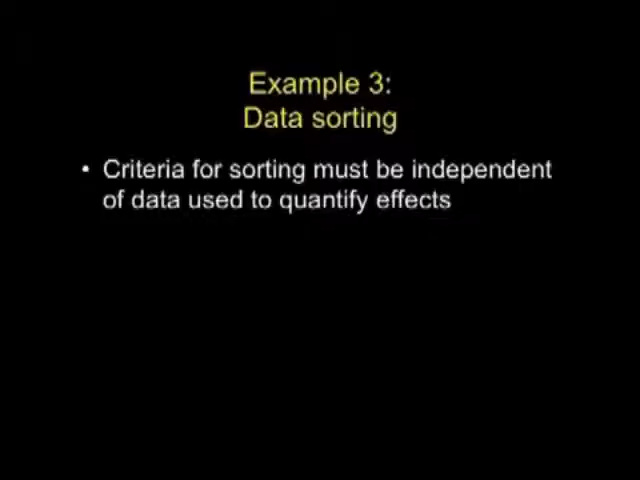 Example 3:
Data sorting
• Criteria for sorting must be independent
of data used to quantify effects